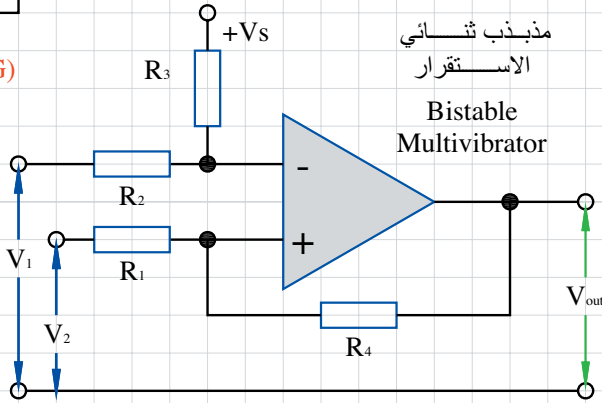 +Vs
مذبذب ثنائي
الاستقرار
G)
R3
Bistable
Multivibrator
-
R2
+
R1
V1
Vout
V2
R4